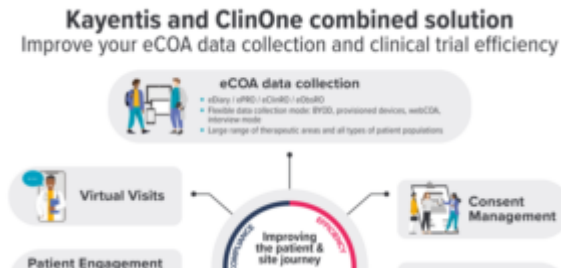 Kayentis and ClinOne combined solution
Improve your eCOA data collection and clinical trial efficiency
eCOA data collection
eDiary / ePRO / eClinRO / eObsRO
Flexible data collection mode: BYOD, provisioned devices, webCOA,
interview mode
Large range of therapeutic areas and all types of patient populations
Virtual Visits
Consent
Management
COMPLIANCE
EFFICIENCY
Improving
the patient &
site journey
Patient Engagement